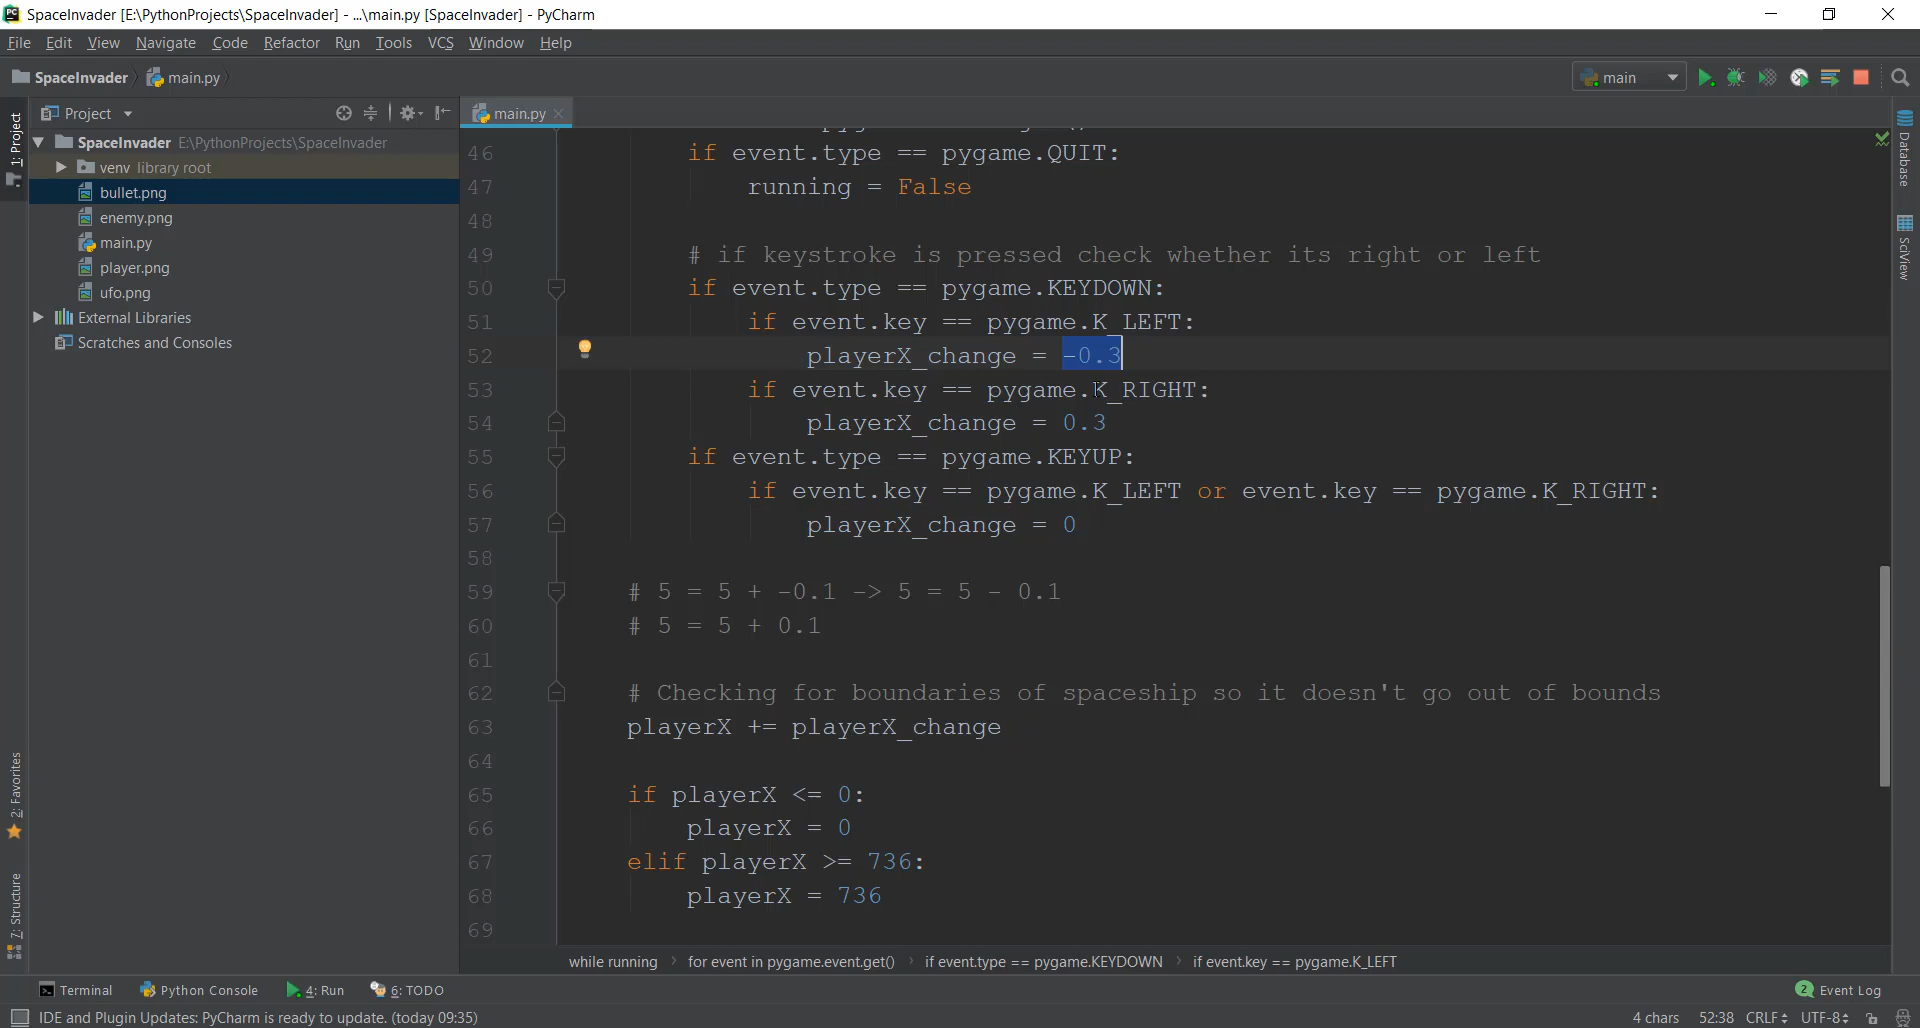 SpaceInvader [E:\PythonProjects\SpaceInvader] - ...\main.py [SpaceInvader] - PyCharm
File Edit View Navigate Code Refactor Run Tools VCS Window Help
SpaceInvader main.py
main
Project
main.py
1: Project
SpaceInvader E:\PythonProjects\SpaceInvader
venv library root
bullet.png
enemy.png
main.py
player.png
ufo.png
External Libraries
Scratches and Consoles
46 if event.type == pygame.QUIT:
47 running = False
48
49 # if keystroke is pressed check whether its right or left
50 if event.type == pygame.KEYDOWN:
51 if event.key == pygame.K_LEFT:
52 playerX_change = -0.3
53 if event.key == pygame.K_RIGHT:
54 playerX_change = 0.3
55 if event.type == pygame.KEYUP:
56 if event.key == pygame.K_LEFT or event.key == pygame.K_RIGHT:
57 playerX_change = 0
58
59 # 5 = 5 + -0.1 -> 5 = 5 - 0.1
60 # 5 = 5 + 0.1
61
62 # Checking for boundaries of spaceship so it doesn't go out of bounds
63 playerX += playerX_change
64
65 if playerX <= 0:
66 playerX = 0
67 elif playerX >= 736:
68 playerX = 736
69
Database
SciView
2: Favorites
7: Structure
while running for event in pygame.event.get() if event.type == pygame.KEYDOWN if event.key == pygame.K_LEFT
Terminal Python Console 4: Run 6: TODO 2 Event Log
IDE and Plugin Updates: PyCharm is ready to update. (today 09:35) 4 chars 52:38 CRLF UTF-8